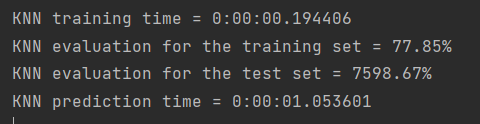 KNN training time = 0:00:00.194406
KNN evaluation for the training set = 77.85%
KNN evaluation for the test set = 7598.67%
KNN prediction time = 0:00:01.053601